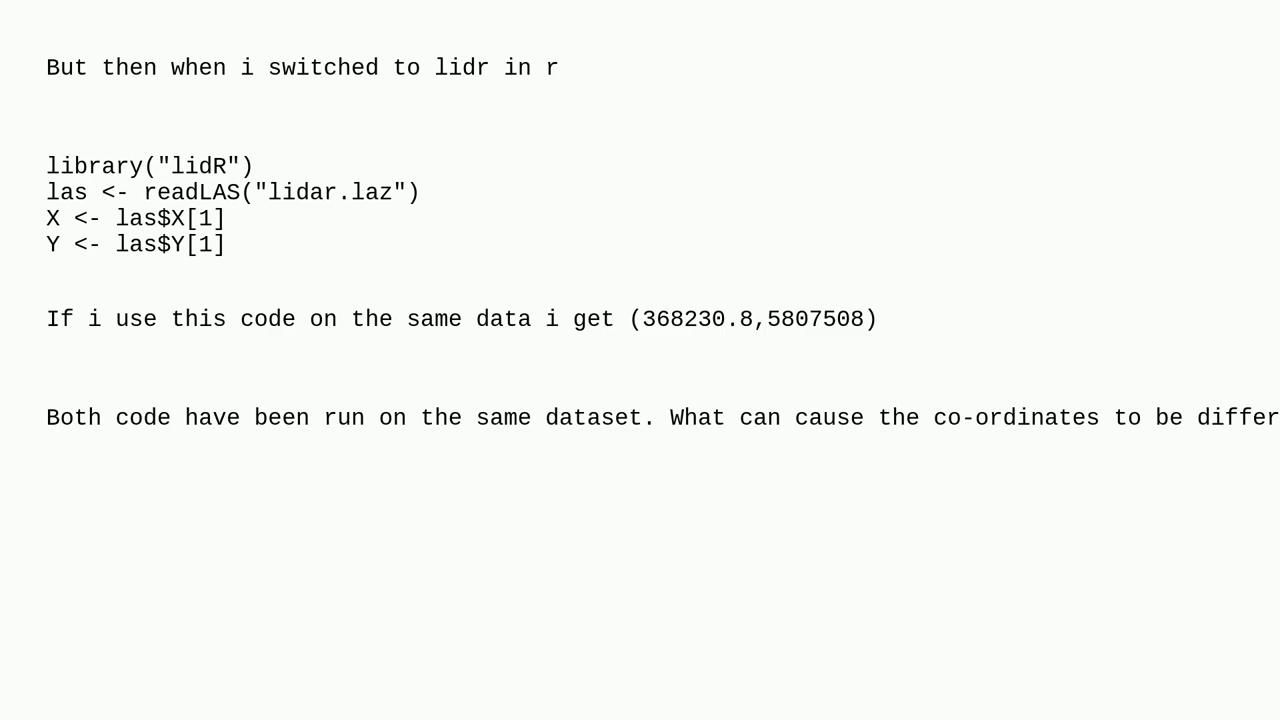 But then when i switched to lidr in r
library("lidR")
las <- readLAS("lidar.laz")
X <- las$X[1]
Y <- las$Y[1]
If i use this code on the same data i get (368230.8,5807508)
Both code have been run on the same dataset. What can cause the co-ordinates to be differ